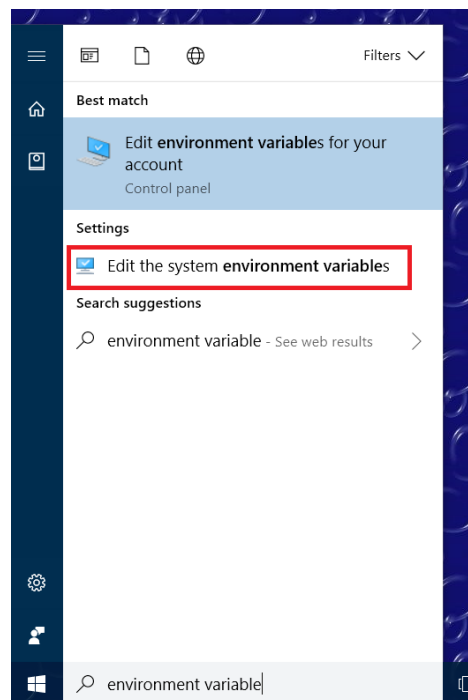 Filters
Best match
Edit environment variables for your
account
Control panel
Settings
Edit the system environment variables
Search suggestions
environment variable - See web results
environment variable